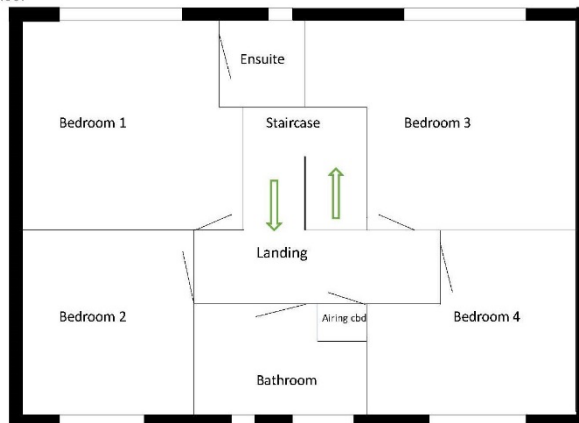 Ensuite
Bedroom 1
Staircase
Bedroom 3
Landing
Bedroom 2
Airing cbd
Bedroom 4
Bathroom